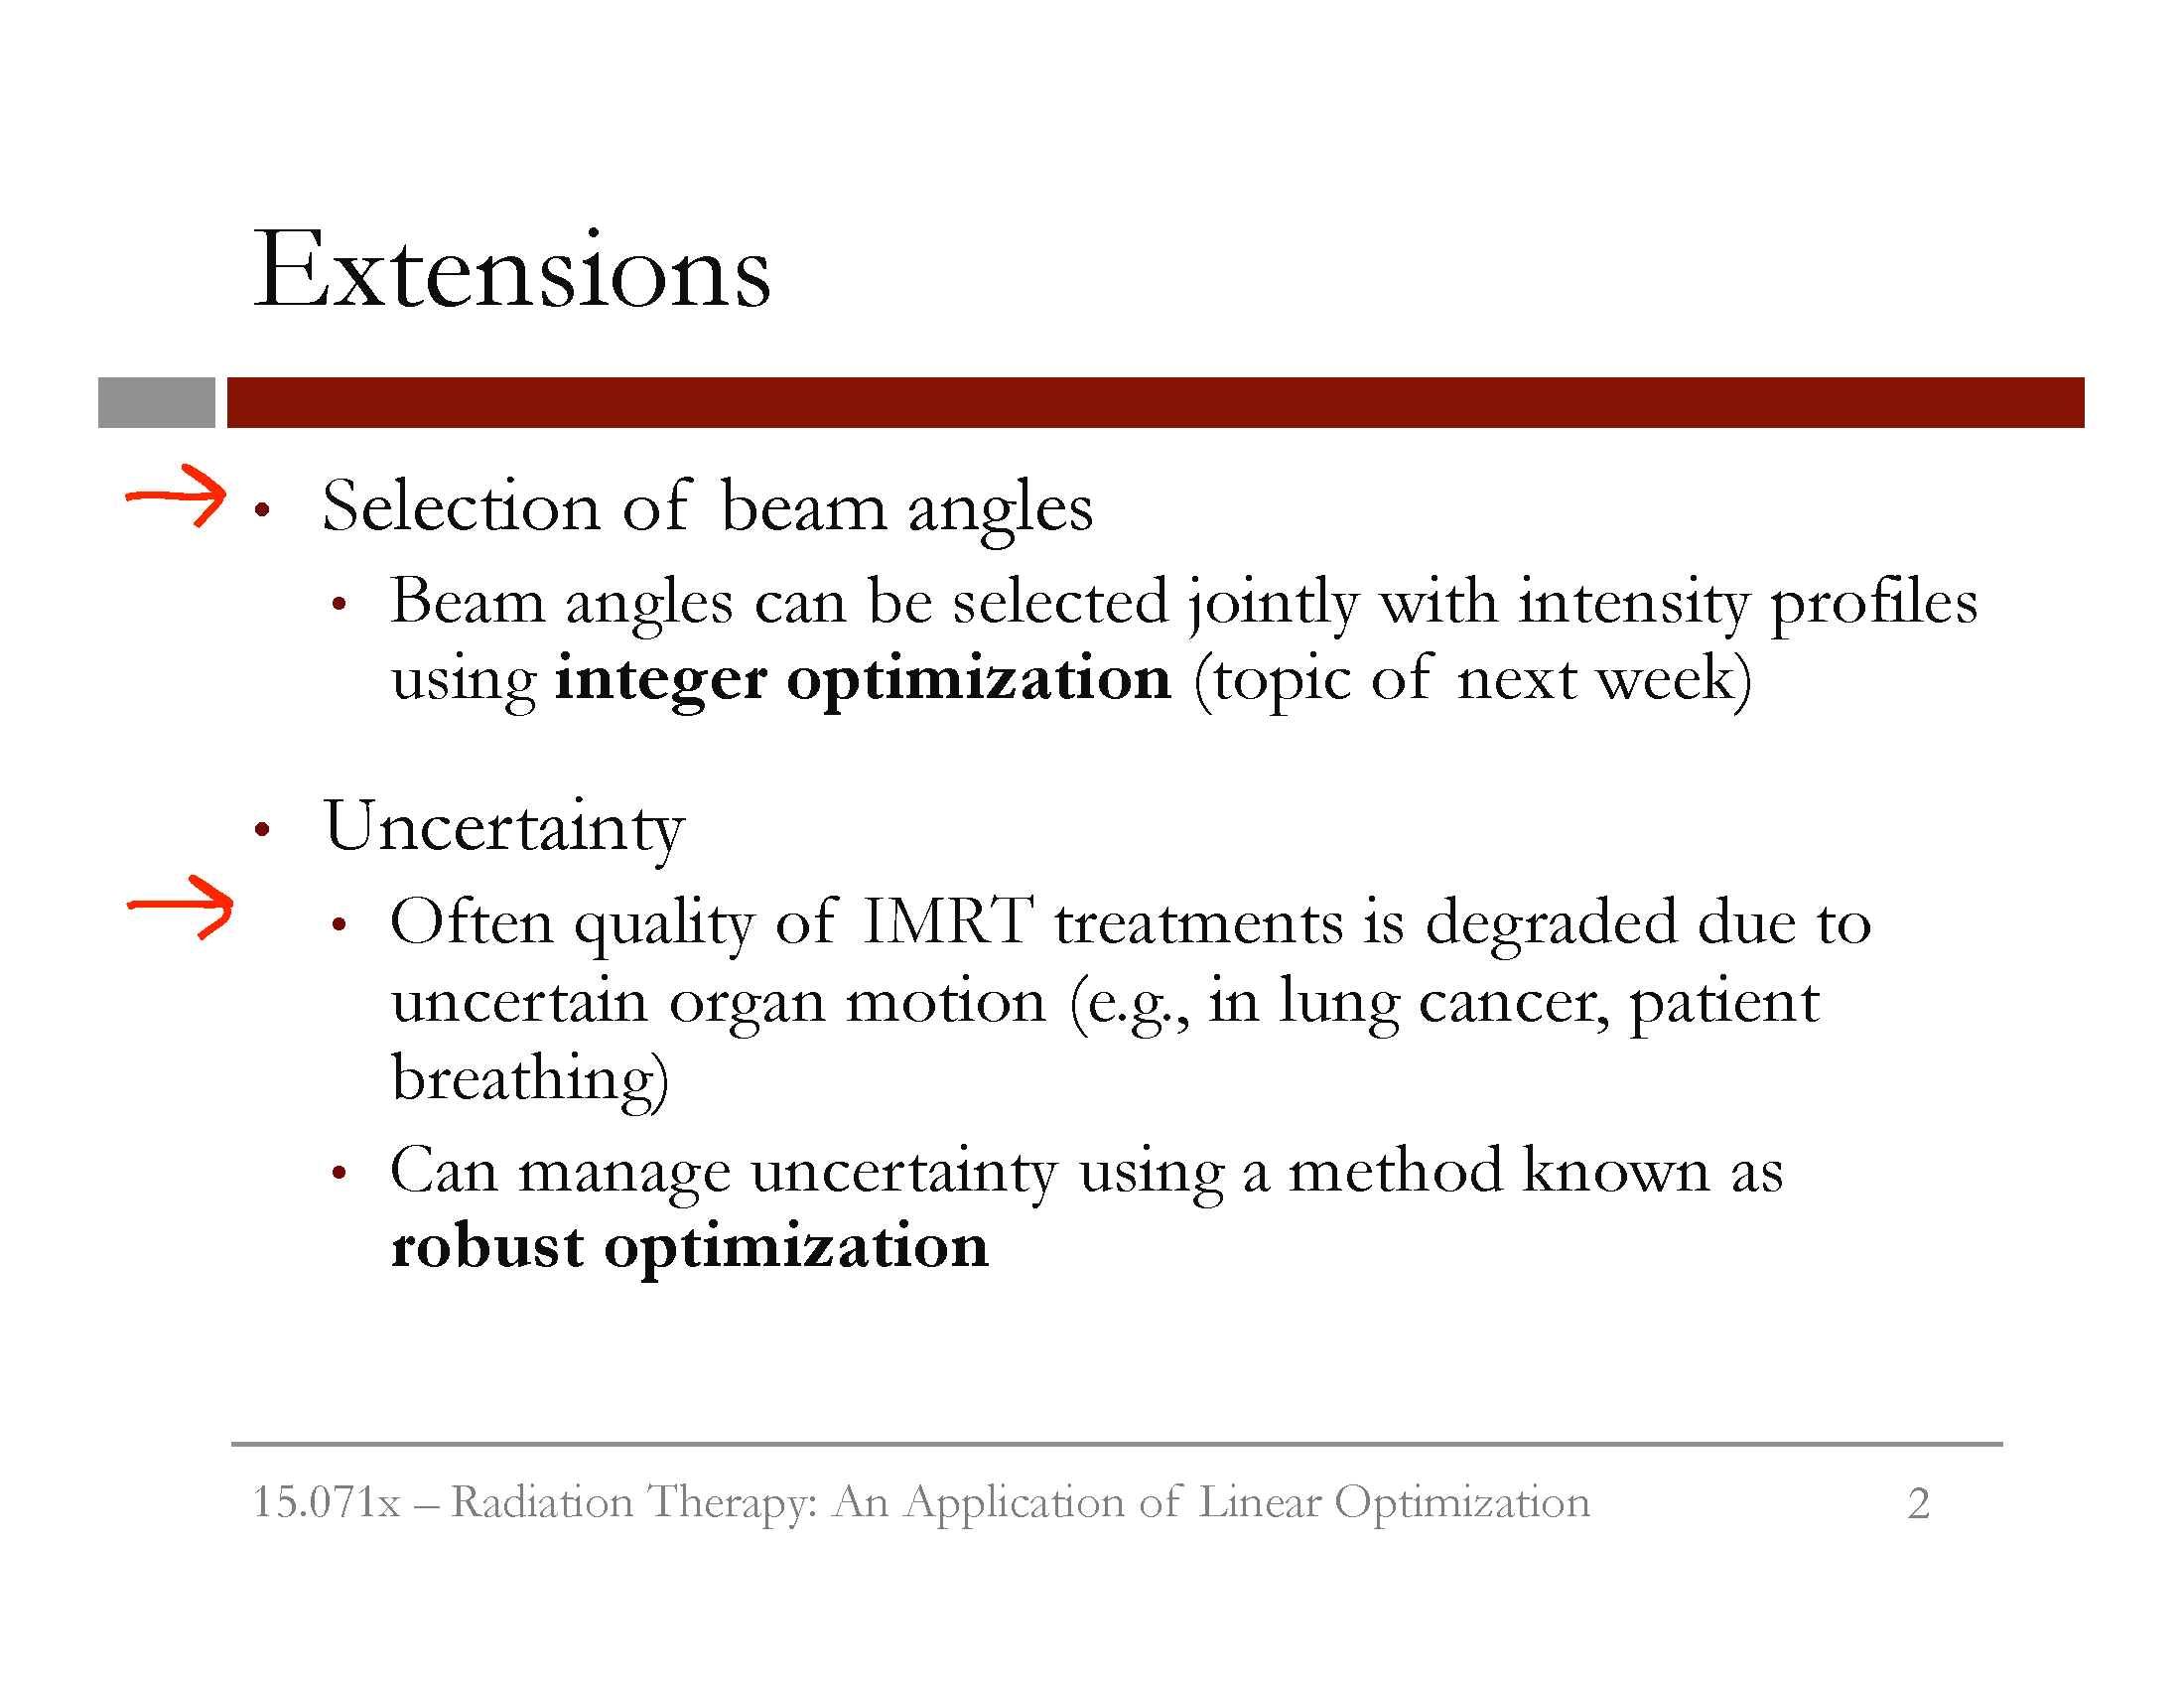 Extensions
• Selection of beam angles
• Beam angles can be selected jointly with intensity profiles
using integer optimization (topic of next week)
• Uncertainty
• Often quality of IMRT treatments is degraded due to
uncertain organ motion (e.g., in lung cancer, patient
breathing)
• Can manage uncertainty using a method known as
robust optimization
15.071x – Radiation Therapy: An Application of Linear Optimization 2